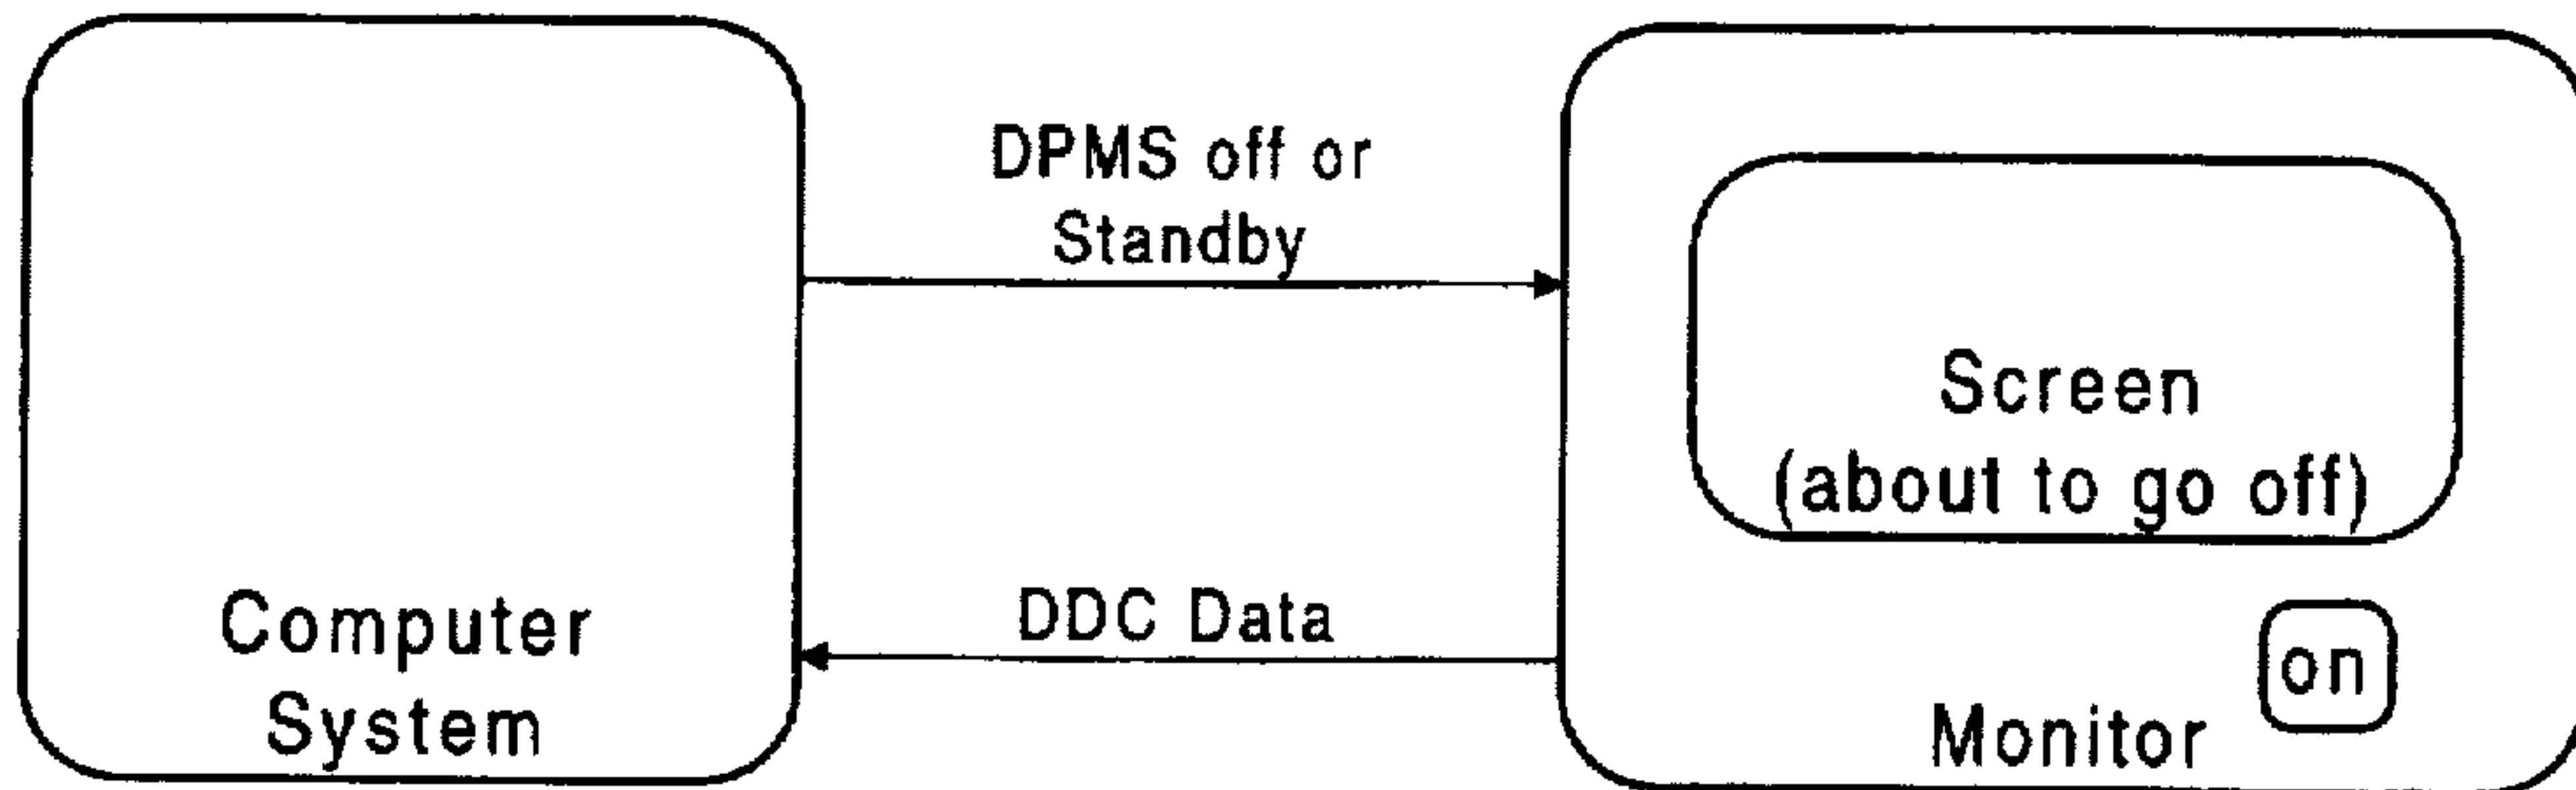 DPMS off or
Standby
Screen
(about to go off)
DDC Data
Computer
System
on
Monitor